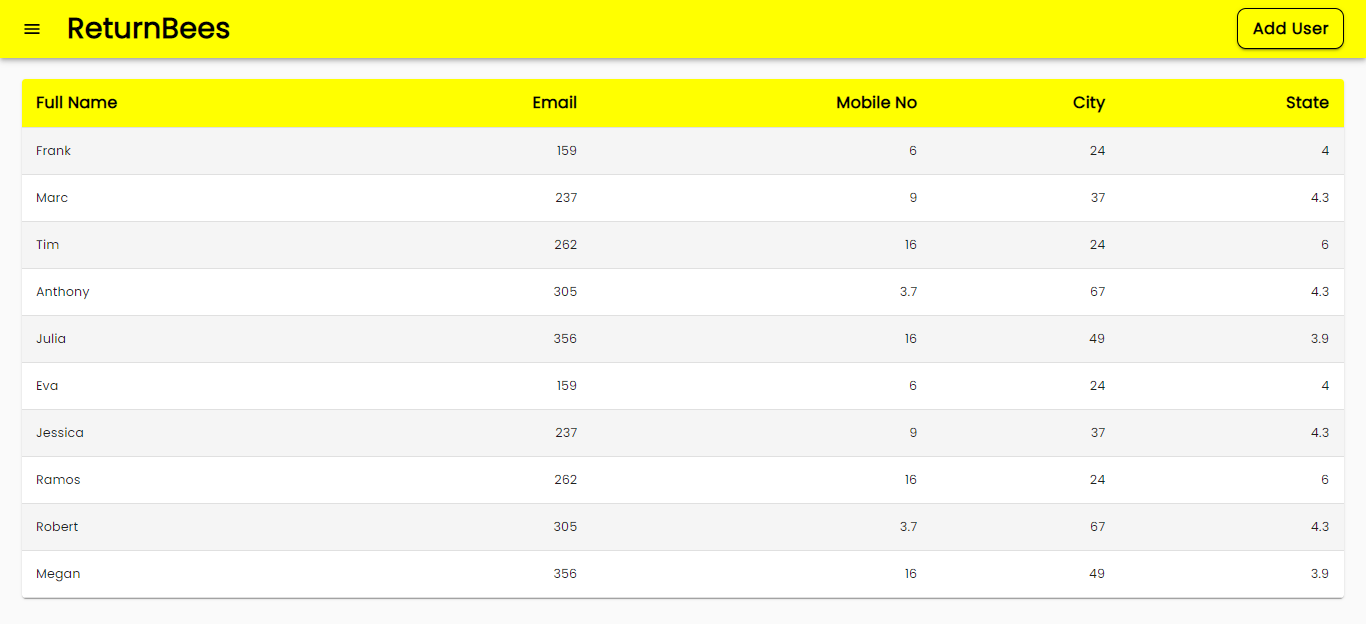 ReturnBees Add User
Full Name Email Mobile No City State
Frank 159 6 24 4
Marc 237 9 37 4.3
Tim 262 16 24 6
Anthony 305 3.7 67 4.3
Julia 356 16 49 3.9
Eva 159 6 24 4
Jessica 237 9 37 4.3
Ramos 262 16 24 6
Robert 305 3.7 67 4.3
Megan 356 16 49 3.9